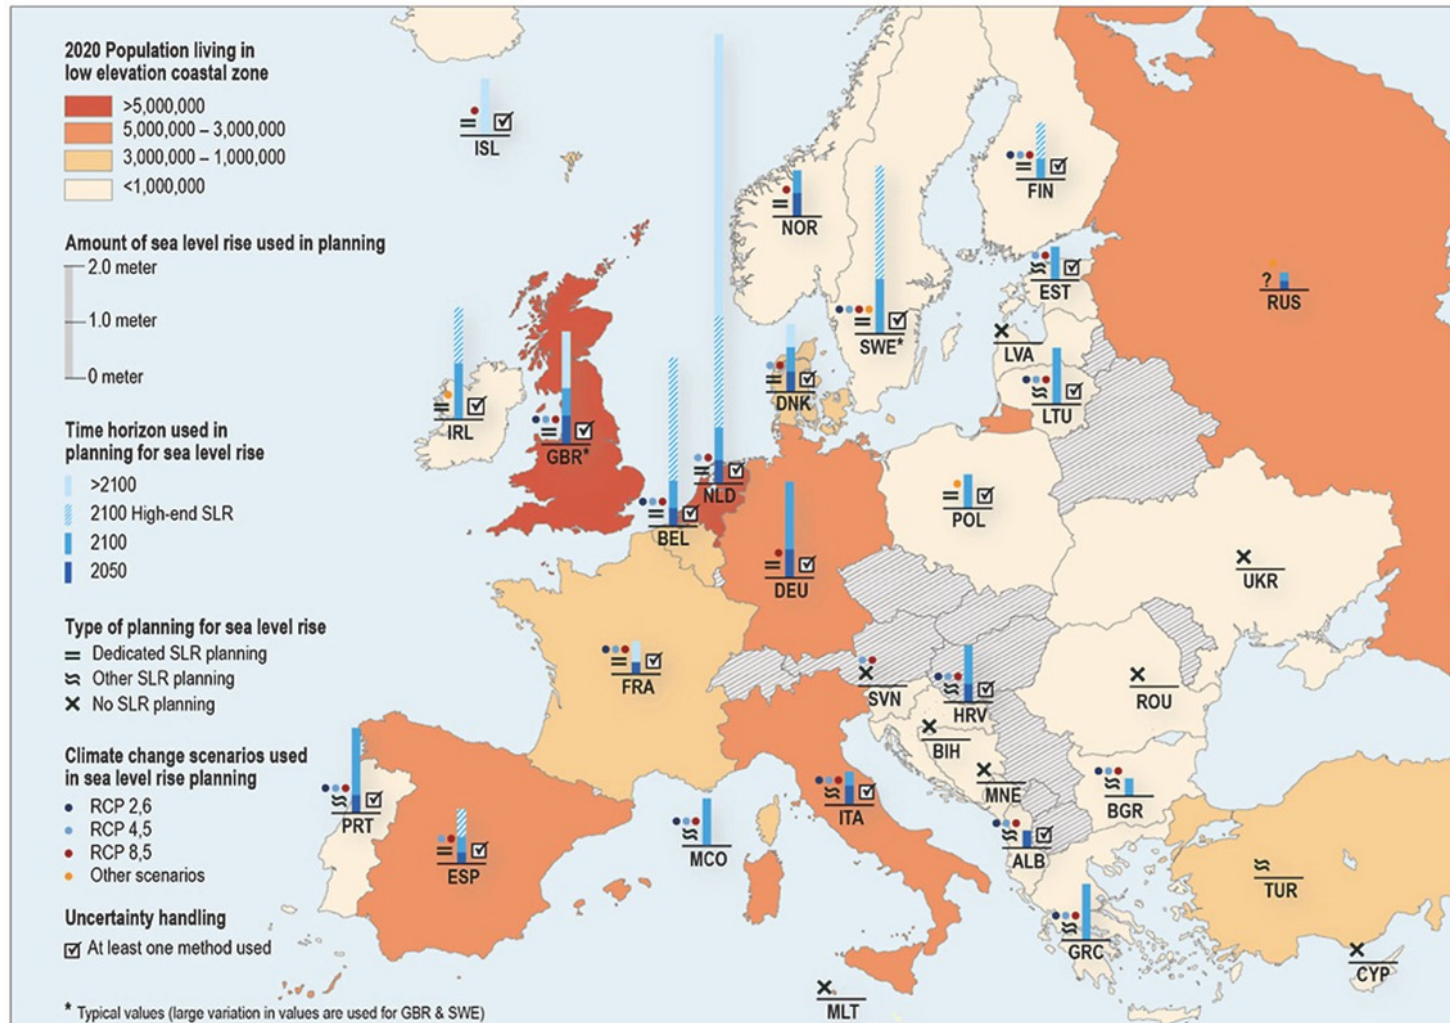 2020 Population living in
low elevation coastal zone
>5,000,000
5,000,000 – 3,000,000
3,000,000 – 1,000,000
<1,000,000
Amount of sea level rise used in planning
2.0 meter
1.0 meter
0 meter
Time horizon used in
planning for sea level rise
>2100
2100 High-end SLR
2100
2050
Type of planning for sea level rise
Dedicated SLR planning
Other SLR planning
No SLR planning
Climate change scenarios used
in sea level rise planning
RCP 2,6
RCP 4,5
RCP 8,5
Other scenarios
Uncertainty handling
At least one method used
* Typical values (large variation in values are used for GBR & SWE)
ISL
NOR
FIN
EST
RUS
?
SWE*
LVA
DNK
LTU
IRL
GBR*
NLD
BEL
POL
DEU
UKR
FRA
SVN
HRV
ROU
BIH
MNE
BGR
PRT
ESP
MCO
ITA
ALB
TUR
GRC
CYP
MLT